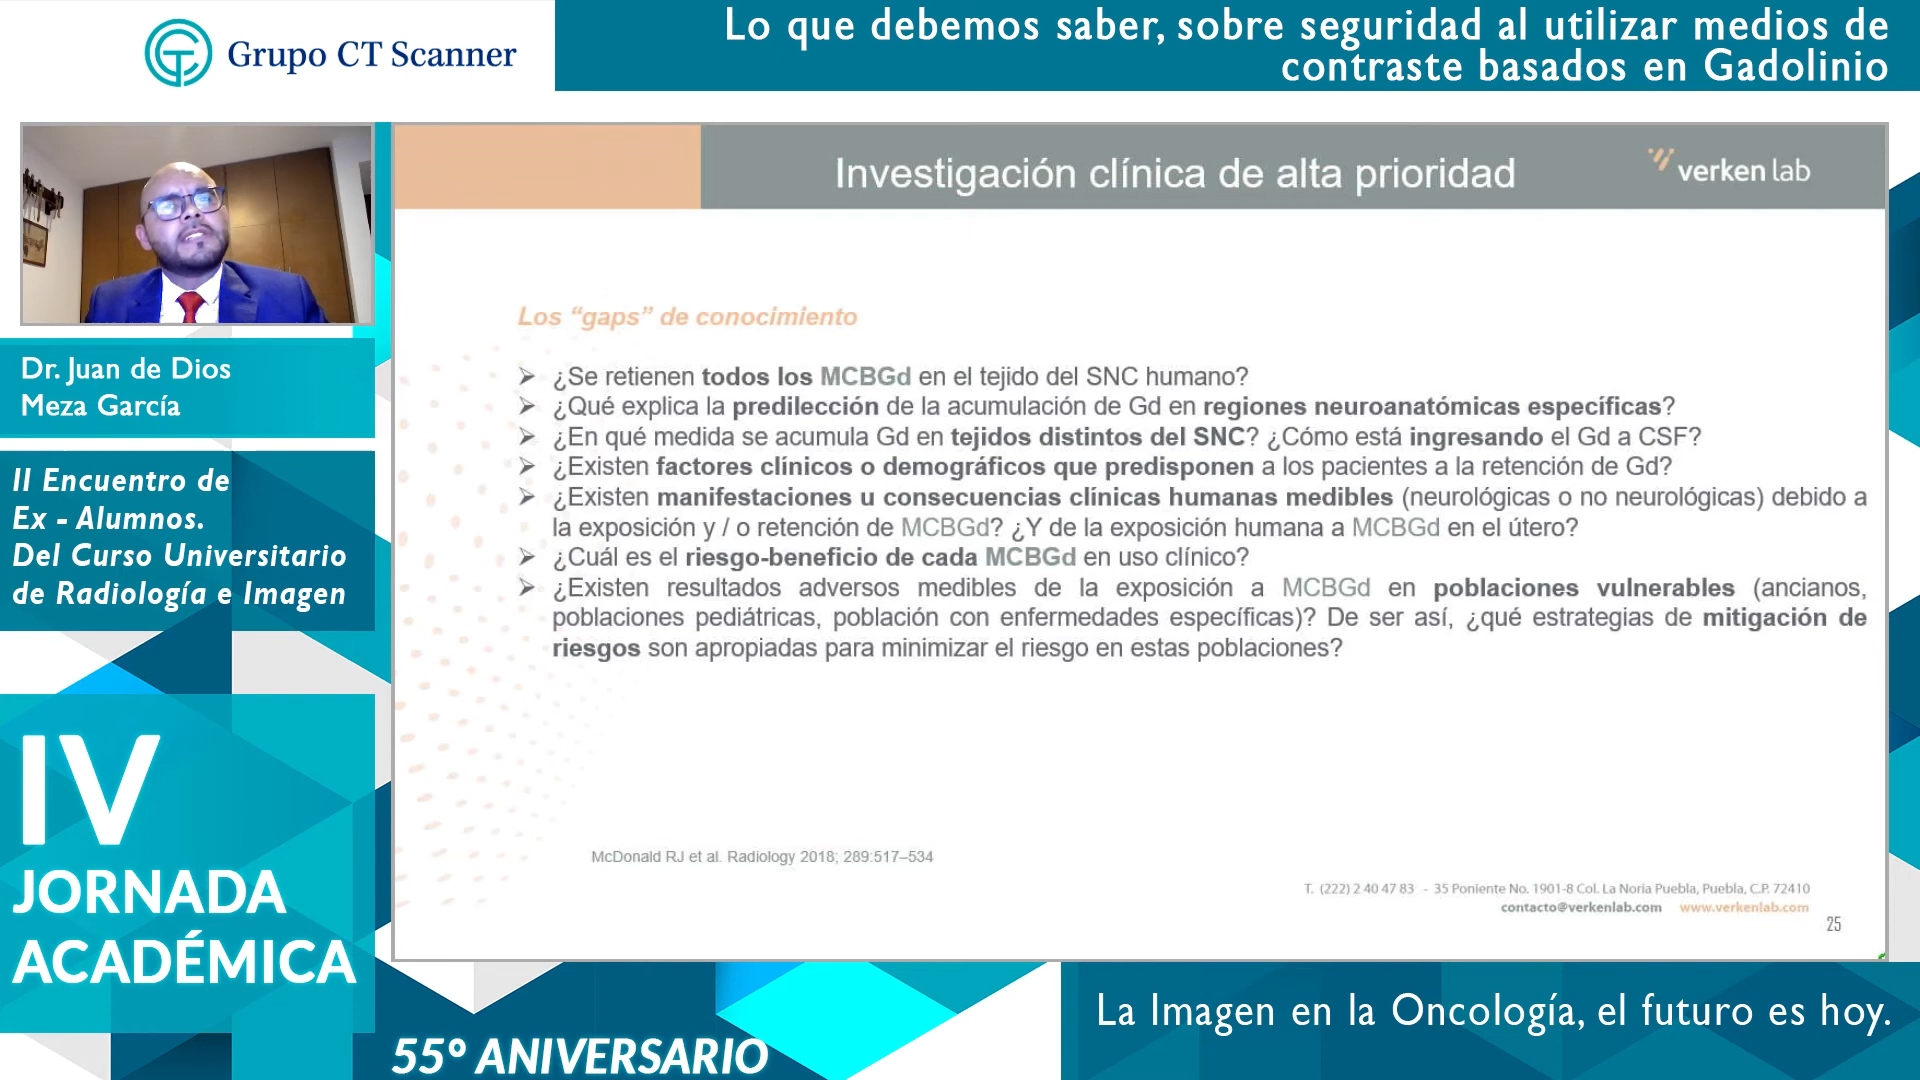 Grupo CT Scanner
Lo que debemos saber, sobre seguridad al utilizar medios de
contraste basados en Gadolinio
Dr. Juan de Dios
Meza García
II Encuentro de
Ex - Alumnos.
Del Curso Universitario
de Radiología e Imagen
IV
JORNADA
ACADÉMICA
Investigación clínica de alta prioridad
verken lab
Los “gaps” de conocimiento
➢ ¿Se retienen todos los MCBGd en el tejido del SNC humano?
➢ ¿Qué explica la predilección de la acumulación de Gd en regiones neuroanatómicas específicas?
➢ ¿En qué medida se acumula Gd en tejidos distintos del SNC? ¿Cómo está ingresando el Gd a CSF?
➢ ¿Existen factores clínicos o demográficos que predisponen a los pacientes a la retención de Gd?
➢ ¿Existen manifestaciones u consecuencias clínicas humanas medibles (neurológicas o no neurológicas) debido a
la exposición y / o retención de MCBGd? ¿Y de la exposición humana a MCBGd en el útero?
➢ ¿Cuál es el riesgo-beneficio de cada MCBGd en uso clínico?
➢ ¿Existen resultados adversos medibles de la exposición a MCBGd en poblaciones vulnerables (ancianos,
poblaciones pediátricas, población con enfermedades específicas)? De ser así, ¿qué estrategias de mitigación de
riesgos son apropiadas para minimizar el riesgo en estas poblaciones?
McDonald RJ et al. Radiology 2018; 289:517–534
T. (222) 2 40 47 83 - 35 Poniente No. 1901-8 Col. La Noria Puebla, Puebla, C.P. 72410
contacto@verkenlab.com www.verkenlab.com
25
55° ANIVERSARIO
La Imagen en la Oncología, el futuro es hoy.